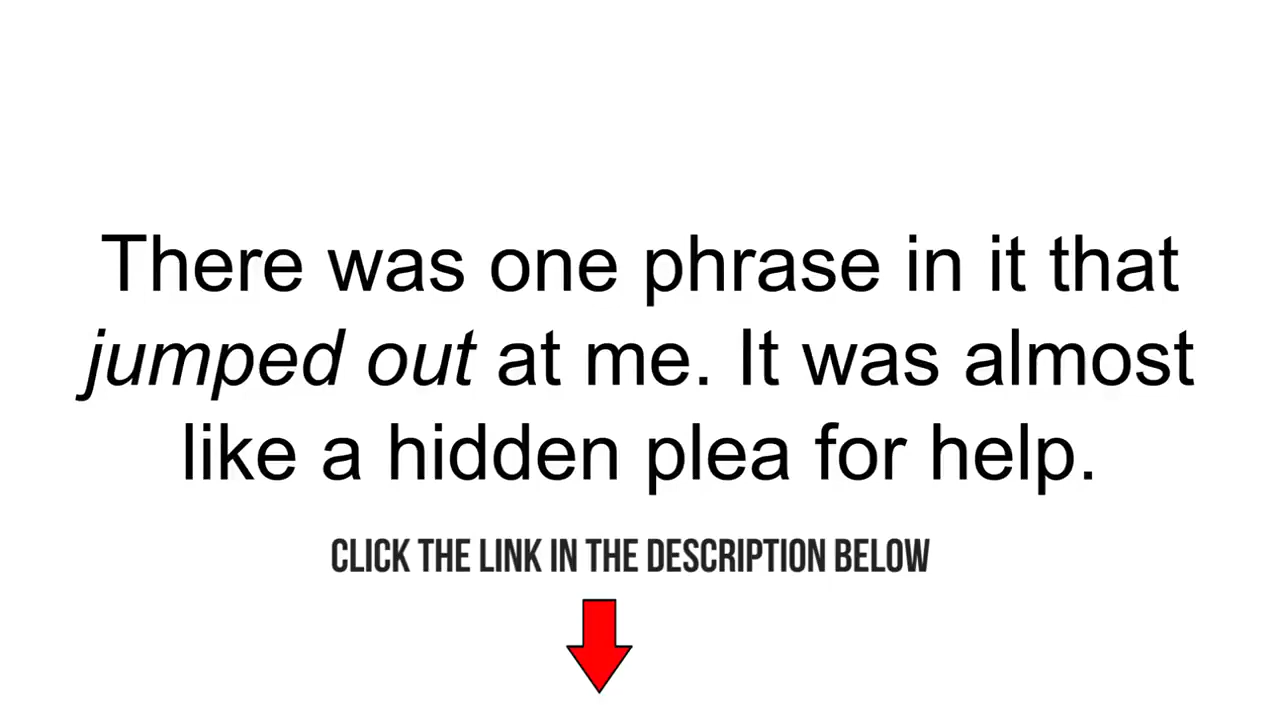 There was one phrase in it that
jumped out at me. It was almost
like a hidden plea for help.
CLICK THE LINK IN THE DESCRIPTION BELOW